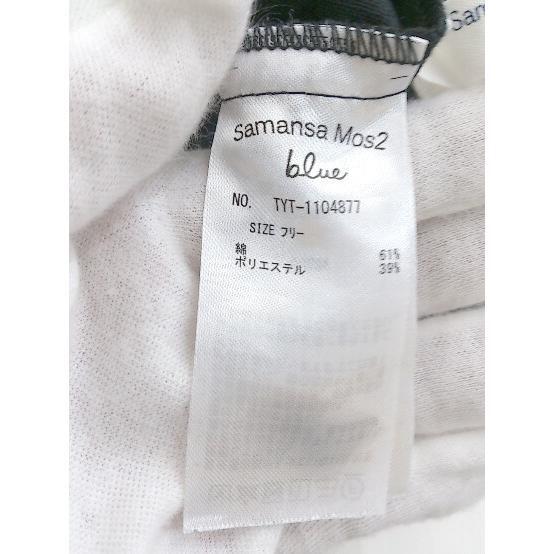 Sam
Samansa Mos2
blue
NO. TYT-1104877
SIZE フリー
綿 61%
ポリエステル 39%